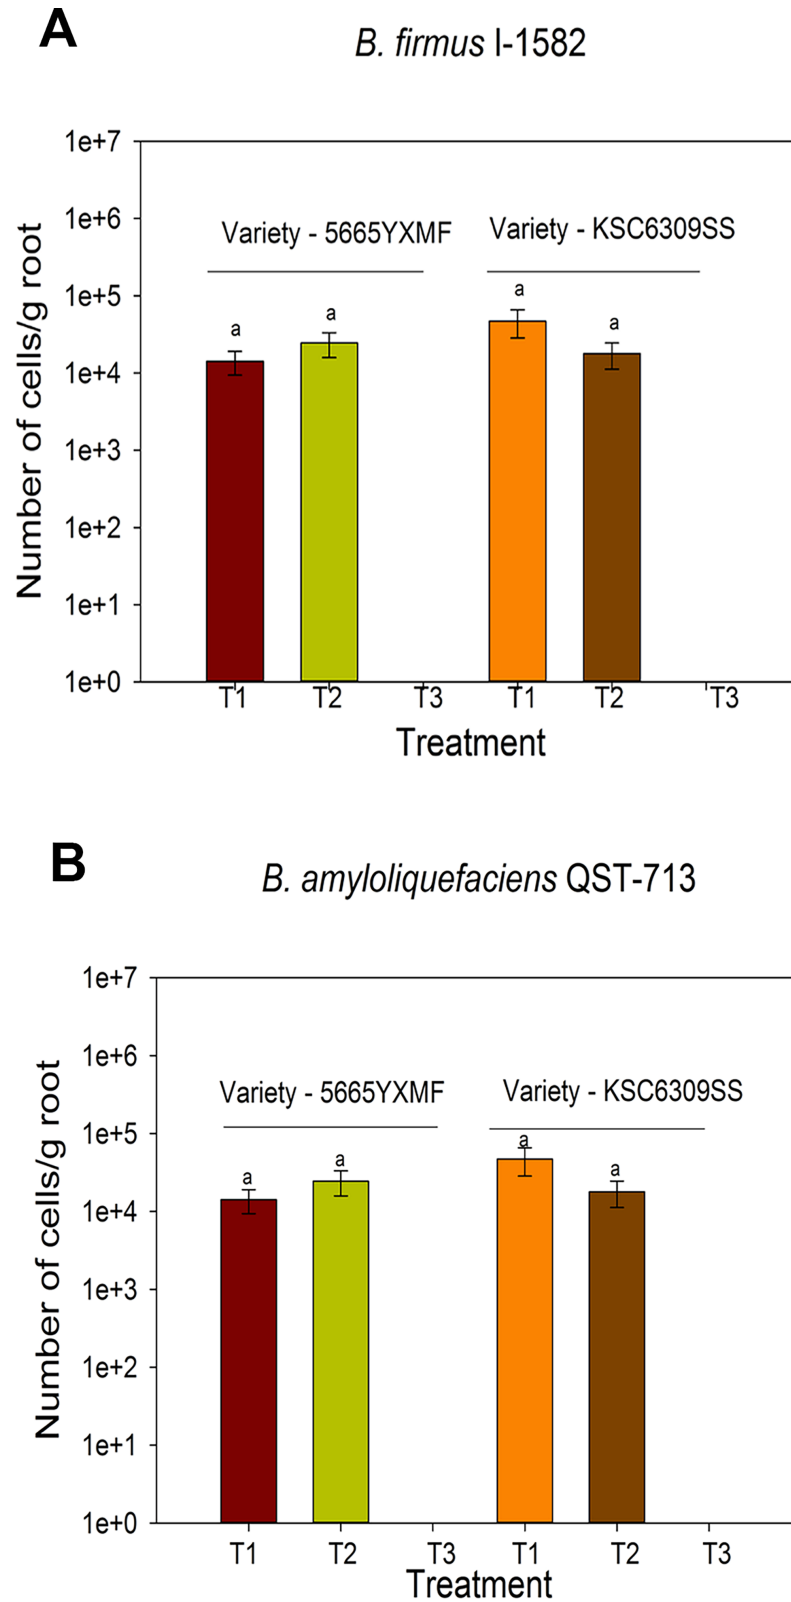 A
B. firmus I-1582
1e+7
1e+6
Variety - 5665YXMF Variety - KSC6309SS
1e+5
a a a a
1e+4
1e+3
1e+2
1e+1
1e+0
Number of cells/g root
T1 T2 T3 T1 T2 T3
Treatment
B
B. amyloliquefaciens QST-713
1e+7
1e+6
Variety - 5665YXMF Variety - KSC6309SS
1e+5
a a a a
1e+4
1e+3
1e+2
1e+1
1e+0
Number of cells/g root
T1 T2 T3 T1 T2 T3
Treatment